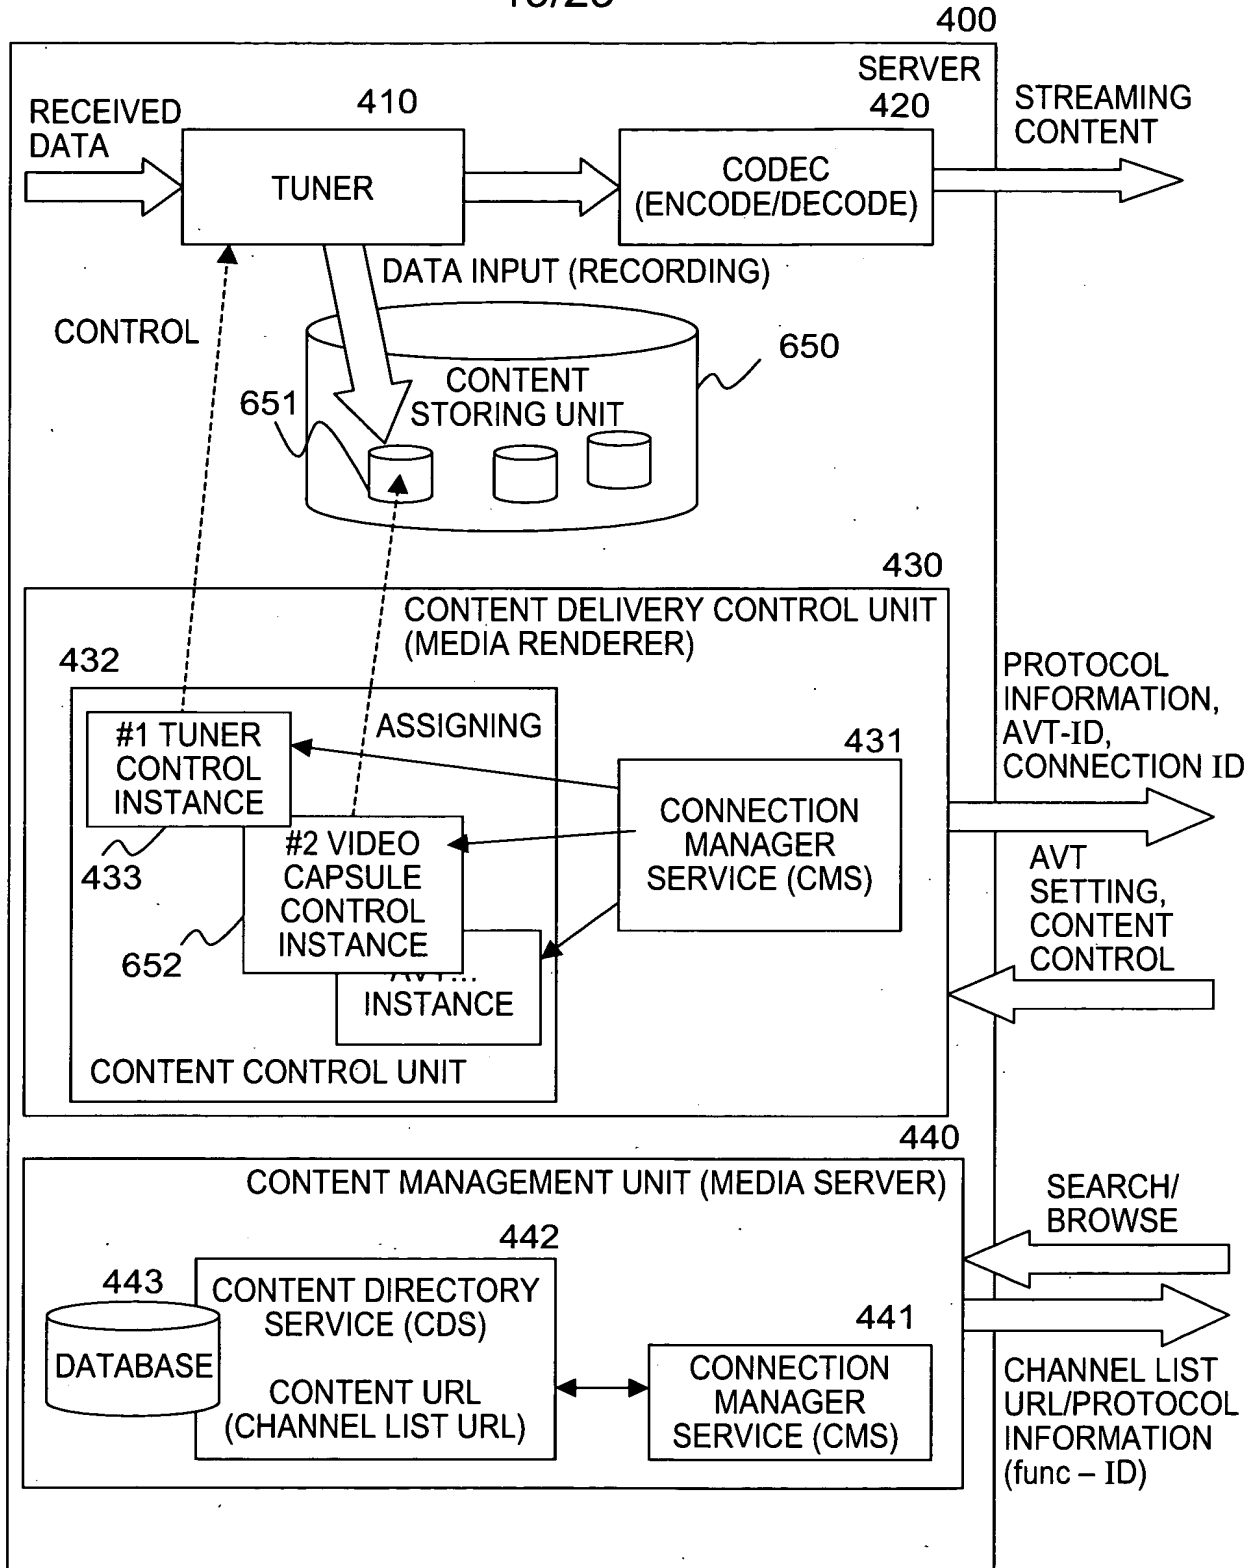 400
SERVER
RECEIVED
DATA
410
TUNER
420
CODEC
(ENCODE/DECODE)
STREAMING
CONTENT
DATA INPUT (RECORDING)
CONTROL
650
CONTENT
STORING UNIT
651
430
CONTENT DELIVERY CONTROL UNIT
(MEDIA RENDERER)
432
#1 TUNER
CONTROL
INSTANCE
ASSIGNING
431
CONNECTION
MANAGER
SERVICE (CMS)
433
#2 VIDEO
CAPSULE
CONTROL
INSTANCE
652
INSTANCE
CONTENT CONTROL UNIT
PROTOCOL
INFORMATION,
AVT-ID,
CONNECTION ID
AVT
SETTING,
CONTENT
CONTROL
440
CONTENT MANAGEMENT UNIT (MEDIA SERVER)
442
443
DATABASE
CONTENT DIRECTORY
SERVICE (CDS)
CONTENT URL
(CHANNEL LIST URL)
441
CONNECTION
MANAGER
SERVICE (CMS)
SEARCH/
BROWSE
CHANNEL LIST
URL/PROTOCOL
INFORMATION
(func – ID)